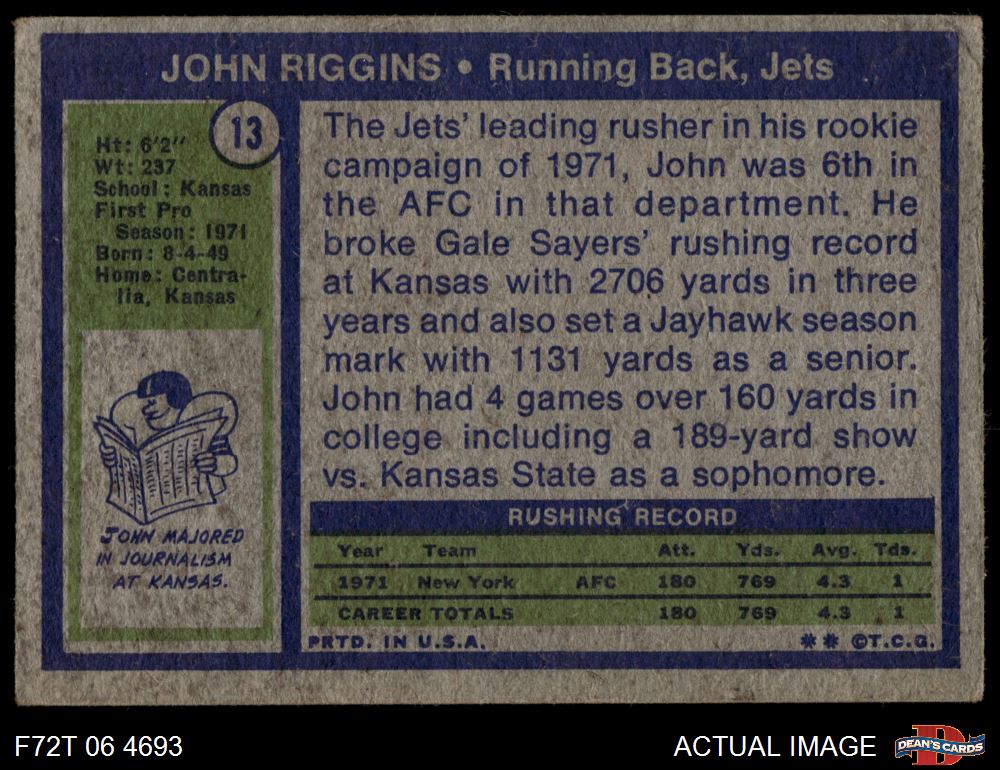 JOHN RIGGINS • Running Back, Jets
13
Ht: 6'2"
Wt: 237
School: Kansas
First Pro
Season: 1971
Born: 8-4-49
Home: Centra-
lia, Kansas
JOHN MAJORED
IN JOURNALISM
AT KANSAS.
The Jets' leading rusher in his rookie
campaign of 1971, John was 6th in
the AFC in that department. He
broke Gale Sayers' rushing record
at Kansas with 2706 yards in three
years and also set a Jayhawk season
mark with 1131 yards as a senior.
John had 4 games over 160 yards in
college including a 189-yard show
vs. Kansas State as a sophomore.
RUSHING RECORD
Year Team Att. Yds. Avg. Tds.
1971 New York AFC 180 769 4.3 1
CAREER TOTALS 180 769 4.3 1
PRTD. IN U.S.A. ** ©T.C.G.
F72T 06 4693
ACTUAL IMAGE
D
DEAN'S CARDS